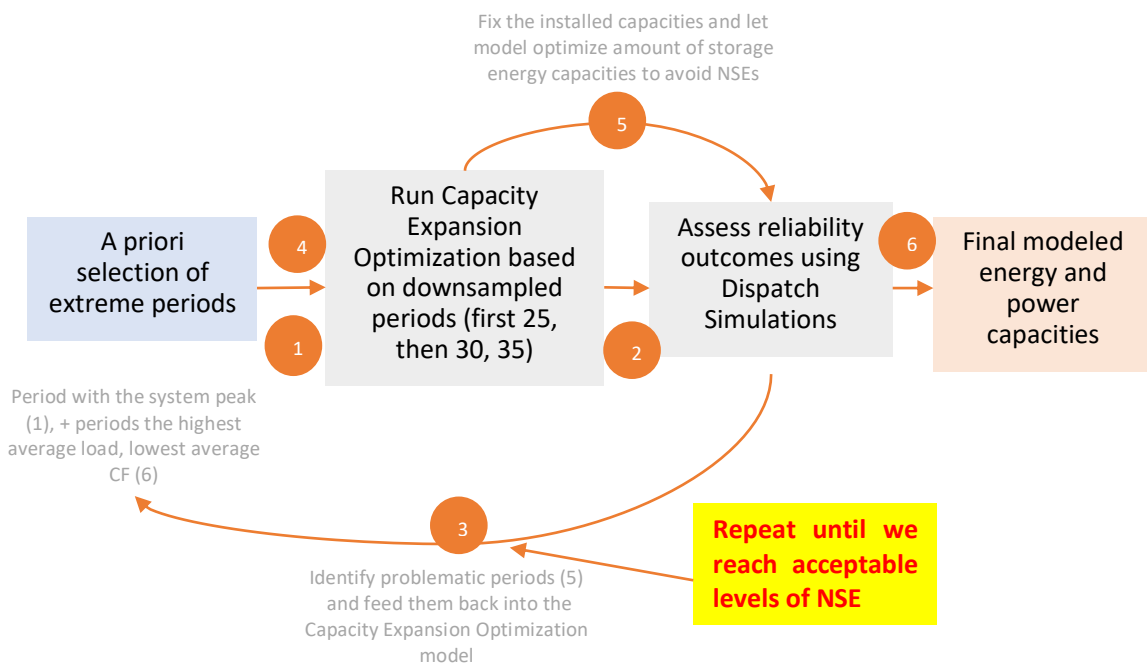 Fix the installed capacities and let
model optimize amount of storage
energy capacities to avoid NSEs
5
A priori
selection of
extreme periods
4
1
Run Capacity
Expansion
Optimization based
on downsampled
periods (first 25,
then 30, 35)
2
Assess reliability
outcomes using
Dispatch
Simulations
6
Final modeled
energy and
power
capacities
Period with the system peak
(1), + periods the highest
average load, lowest average
CF (6)
3
Identify problematic periods (5)
and feed them back into the
Capacity Expansion Optimization
model
Repeat until we
reach acceptable
levels of NSE